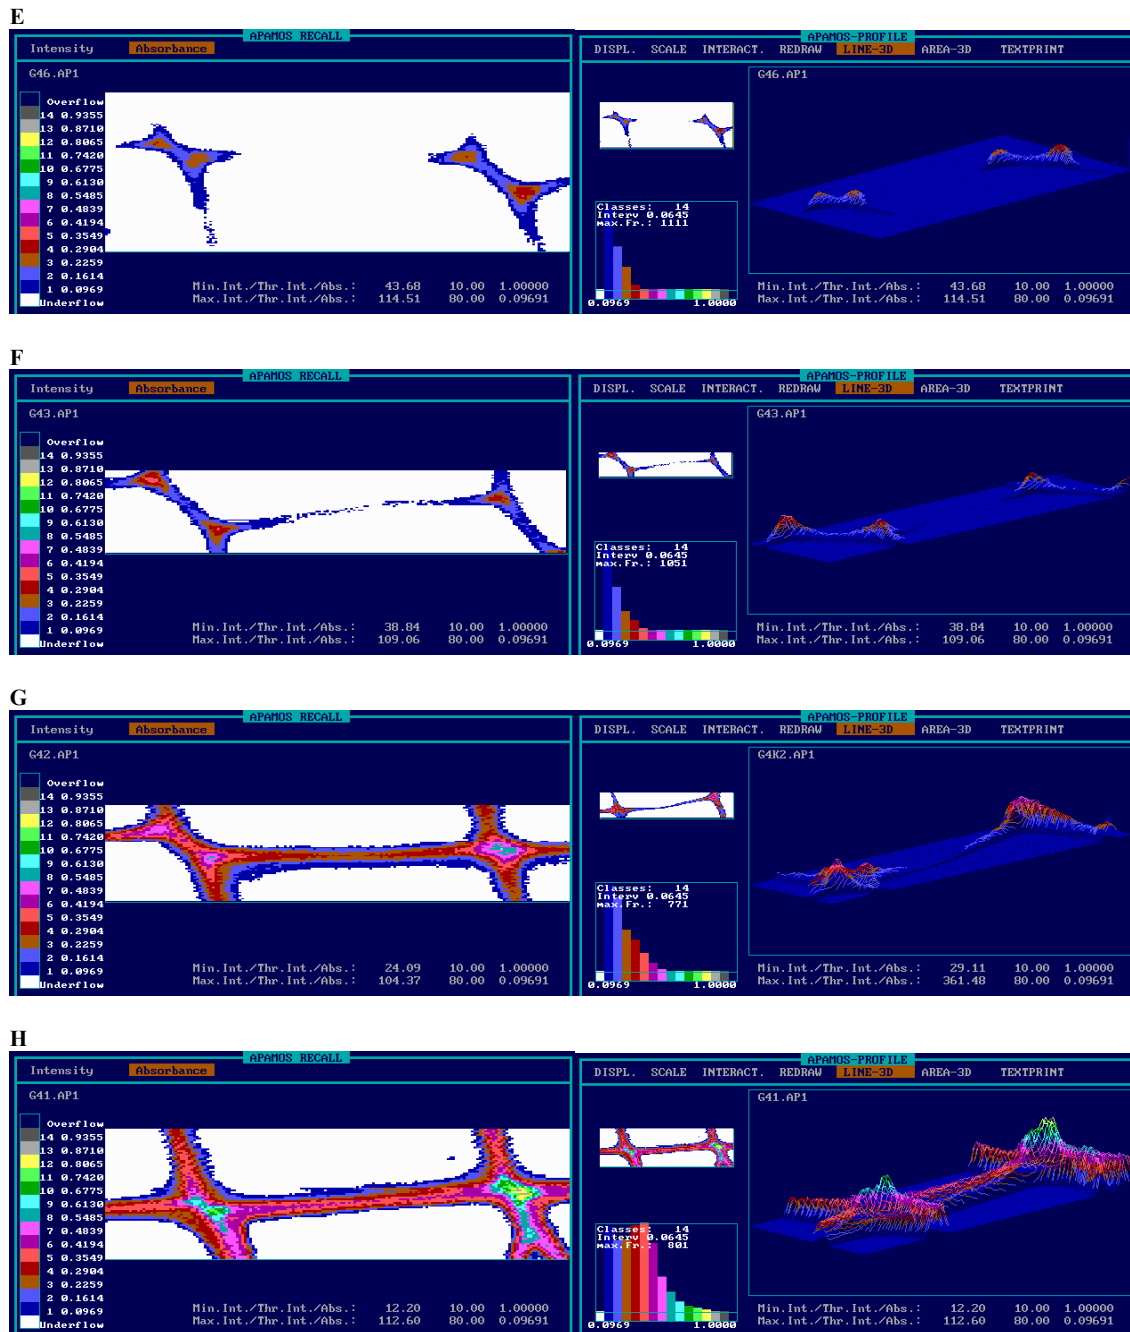 E
APAMOS RECALL
Intensity Absorbance
G46.AP1
Overflow
14 0.9355
13 0.8710
12 0.8065
11 0.7420
10 0.6775
9 0.6130
8 0.5485
7 0.4839
6 0.4194
5 0.3549
4 0.2904
3 0.2259
2 0.1614
1 0.0969
Underflow
Min.Int./Thr.Int./Abs.: 43.68 10.00 1.00000
Max.Int./Thr.Int./Abs.: 114.51 80.00 0.09691
APAMOS-PROFILE
DISPL. SCALE INTERACT. REDRAW LINE-3D AREA-3D TEXTPRINT
G46.AP1
Classes: 14
Interv 0.0645
max.Fr.: 1111
0.0969 1.0000
Min.Int./Thr.Int./Abs.: 43.68 10.00 1.00000
Max.Int./Thr.Int./Abs.: 114.51 80.00 0.09691
F
APAMOS RECALL
Intensity Absorbance
G43.AP1
Overflow
14 0.9355
13 0.8710
12 0.8065
11 0.7420
10 0.6775
9 0.6130
8 0.5485
7 0.4839
6 0.4194
5 0.3549
4 0.2904
3 0.2259
2 0.1614
1 0.0969
Underflow
Min.Int./Thr.Int./Abs.: 38.84 10.00 1.00000
Max.Int./Thr.Int./Abs.: 109.06 80.00 0.09691
APAMOS-PROFILE
DISPL. SCALE INTERACT. REDRAW LINE-3D AREA-3D TEXTPRINT
G43.AP1
Classes: 14
Interv 0.0645
max.Fr.: 1051
0.0969 1.0000
Min.Int./Thr.Int./Abs.: 38.84 10.00 1.00000
Max.Int./Thr.Int./Abs.: 109.06 80.00 0.09691
G
APAMOS RECALL
Intensity Absorbance
G42.AP1
Overflow
14 0.9355
13 0.8710
12 0.8065
11 0.7420
10 0.6775
9 0.6130
8 0.5485
7 0.4839
6 0.4194
5 0.3549
4 0.2904
3 0.2259
2 0.1614
1 0.0969
Underflow
Min.Int./Thr.Int./Abs.: 24.09 10.00 1.00000
Max.Int./Thr.Int./Abs.: 104.37 80.00 0.09691
APAMOS-PROFILE
DISPL. SCALE INTERACT. REDRAW LINE-3D AREA-3D TEXTPRINT
G4K2.AP1
Classes: 14
Interv 0.0645
max.Fr.: 771
0.0969 1.0000
Min.Int./Thr.Int./Abs.: 29.11 10.00 1.00000
Max.Int./Thr.Int./Abs.: 361.48 80.00 0.09691
H
APAMOS RECALL
Intensity Absorbance
G41.AP1
Overflow
14 0.9355
13 0.8710
12 0.8065
11 0.7420
10 0.6775
9 0.6130
8 0.5485
7 0.4839
6 0.4194
5 0.3549
4 0.2904
3 0.2259
2 0.1614
1 0.0969
Underflow
Min.Int./Thr.Int./Abs.: 12.20 10.00 1.00000
Max.Int./Thr.Int./Abs.: 112.60 80.00 0.09691
APAMOS-PROFILE
DISPL. SCALE INTERACT. REDRAW LINE-3D AREA-3D TEXTPRINT
G41.AP1
Classes: 14
Interv 0.0645
max.Fr.: 801
0.0969 1.0000
Min.Int./Thr.Int./Abs.: 12.20 10.00 1.00000
Max.Int./Thr.Int./Abs.: 112.60 80.00 0.09691